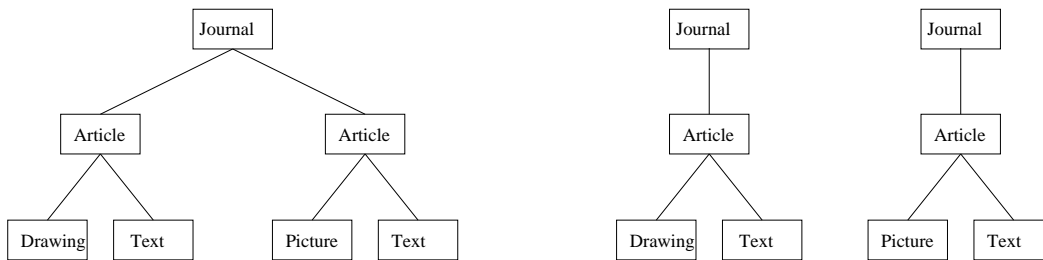 Journal Journal Journal
Article Article Article Article
Drawing Text Picture Text Drawing Text Picture Text